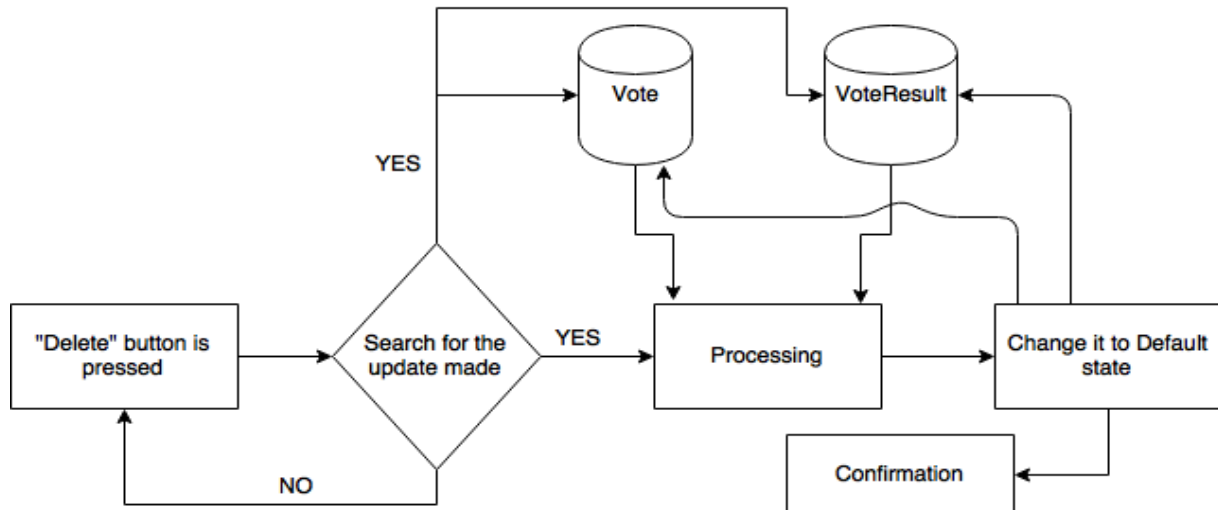 Vote
VoteResult
YES
"Delete" button is
pressed
Search for the
update made
YES
Processing
Change it to Default
state
NO
Confirmation